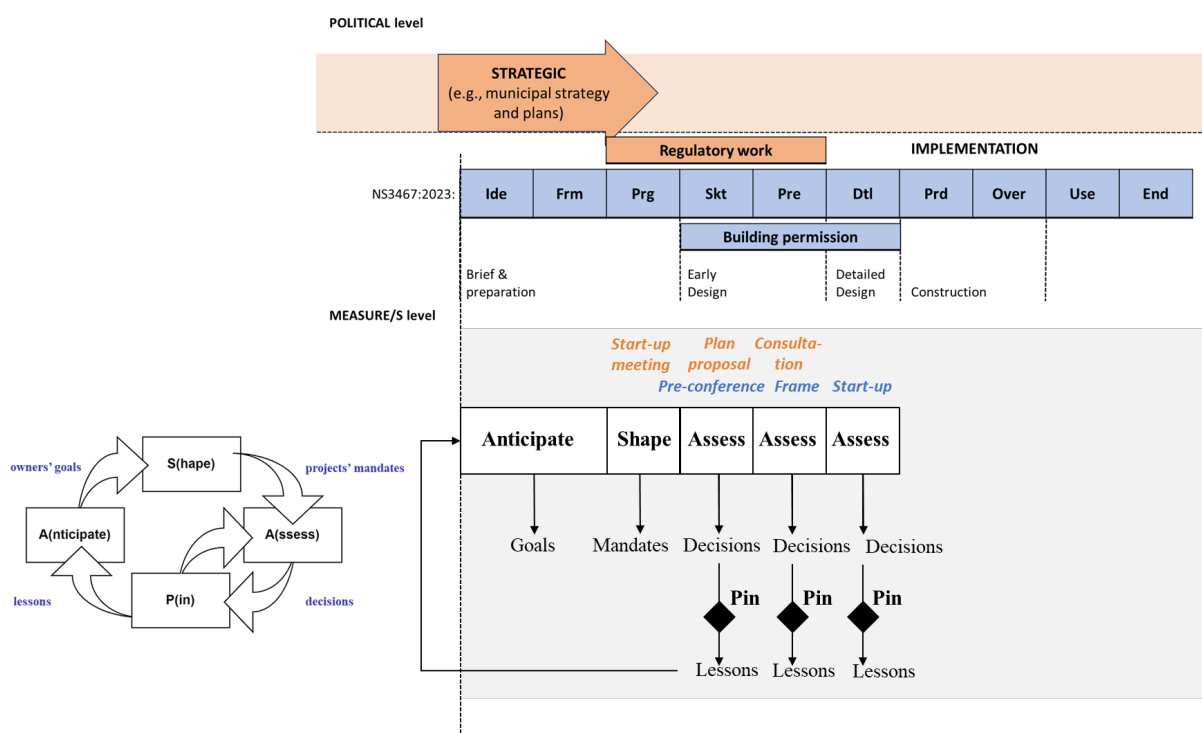 POLITICAL level
STRATEGIC
(e.g., municipal strategy
and plans)
Regulatory work
IMPLEMENTATION
NS3467:2023:
Ide
Frm
Prg
Skt
Pre
Dtl
Prd
Over
Use
End
Building permission
Brief &
preparation
Early
Design
Detailed
Design
Construction
MEASURE/S level
Start-up
meeting
Plan
proposal
Consulta-
tion
Pre-conference
Frame
Start-up
Anticipate
Shape
Assess
Assess
Assess
Goals
Mandates
Decisions
Decisions
Decisions
Pin
Pin
Pin
Lessons
Lessons
Lessons
owners' goals
S(hape)
projects' mandates
A(nticipate)
A(ssess)
lessons
P(in)
decisions